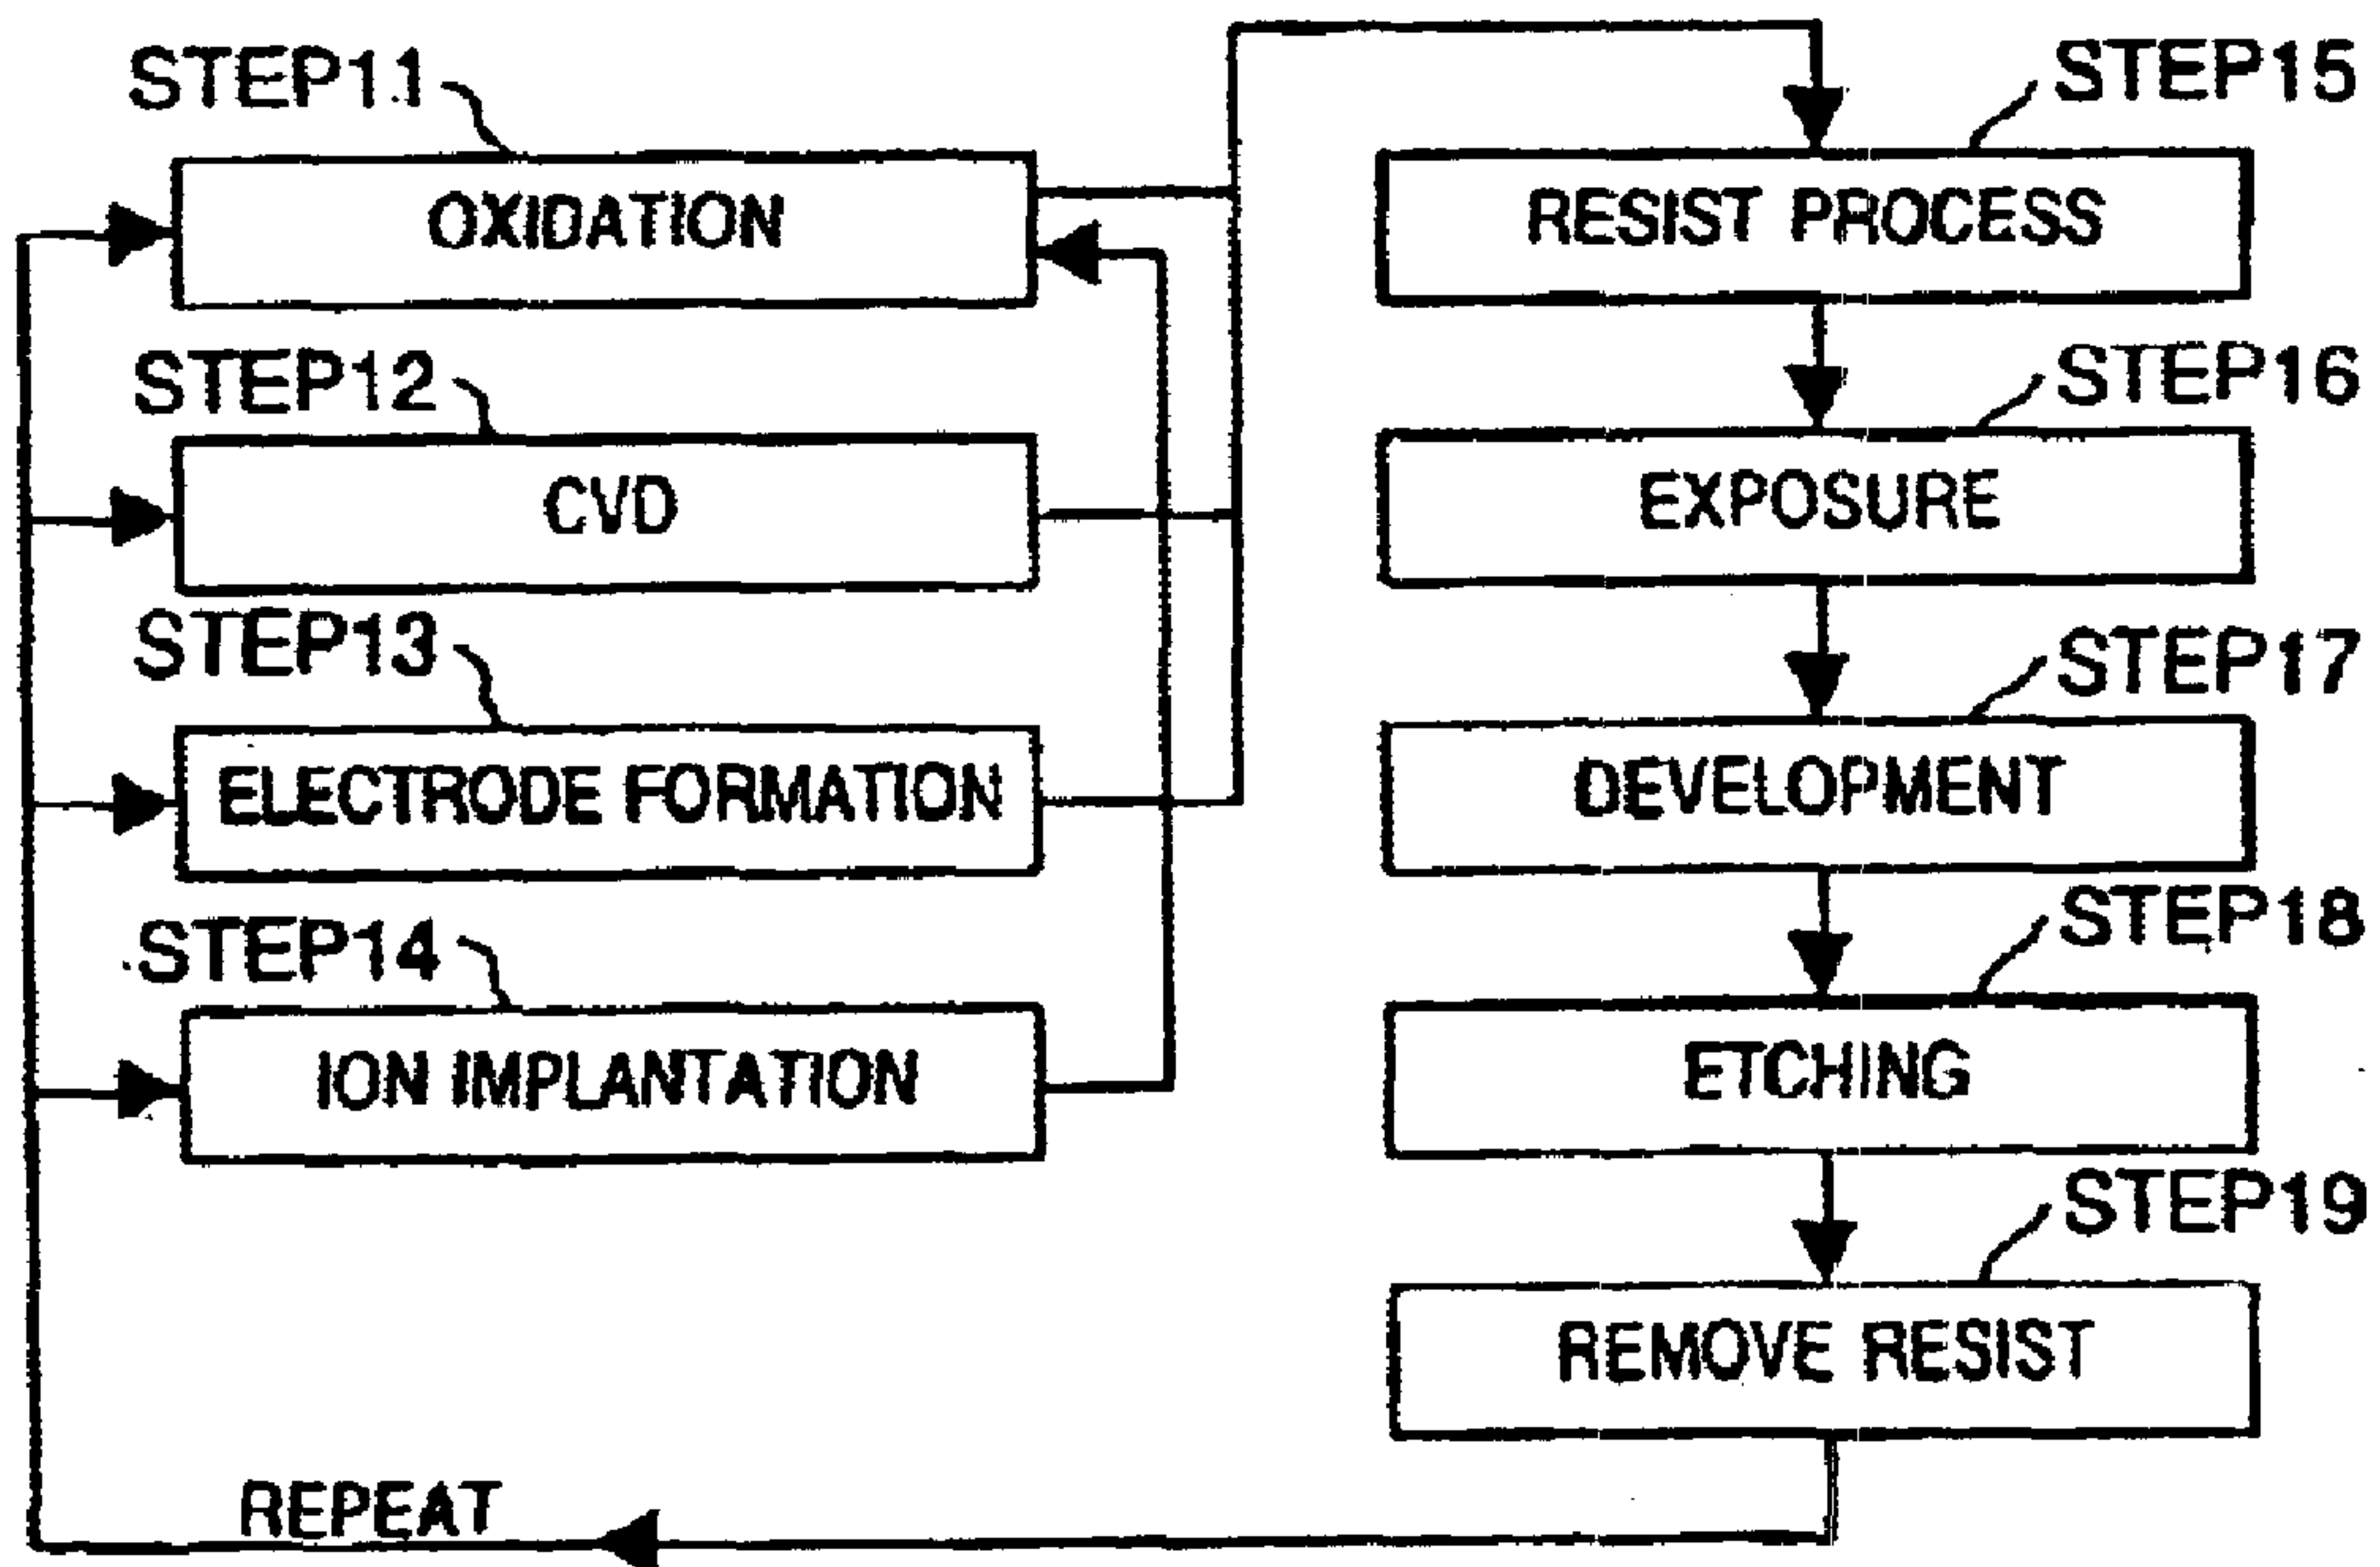 STEP11
OXIDATION
STEP12
CVD
STEP13
ELECTRODE FORMATION
STEP14
ION IMPLANTATION
REPEAT
STEP15
RESIST PROCESS
STEP16
EXPOSURE
STEP17
DEVELOPMENT
STEP18
ETCHING
STEP19
REMOVE RESIST